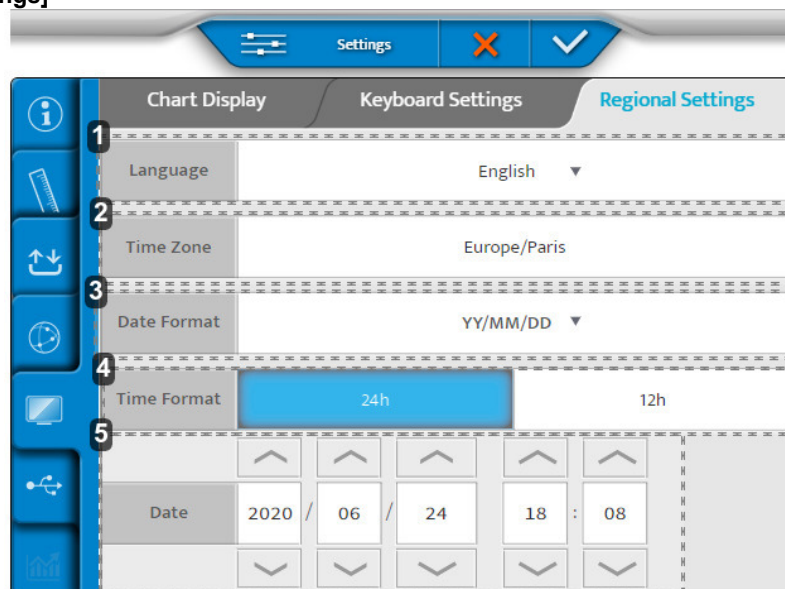 ngs]
Settings
Chart Display Keyboard Settings Regional Settings
1
Language English ▼
2
Time Zone Europe/Paris
3
Date Format YY/MM/DD ▼
4
Time Format 24h 12h
5
Date 2020 / 06 / 24 18 : 08